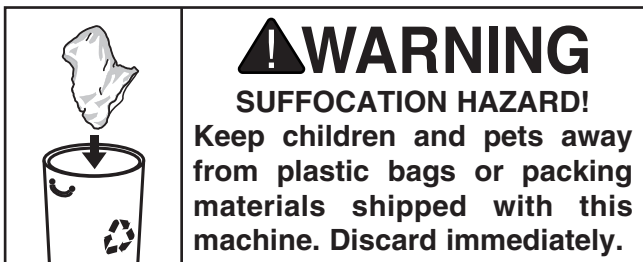 WARNING
SUFFOCATION HAZARD!
Keep children and pets away
from plastic bags or packing
materials shipped with this
machine. Discard immediately.